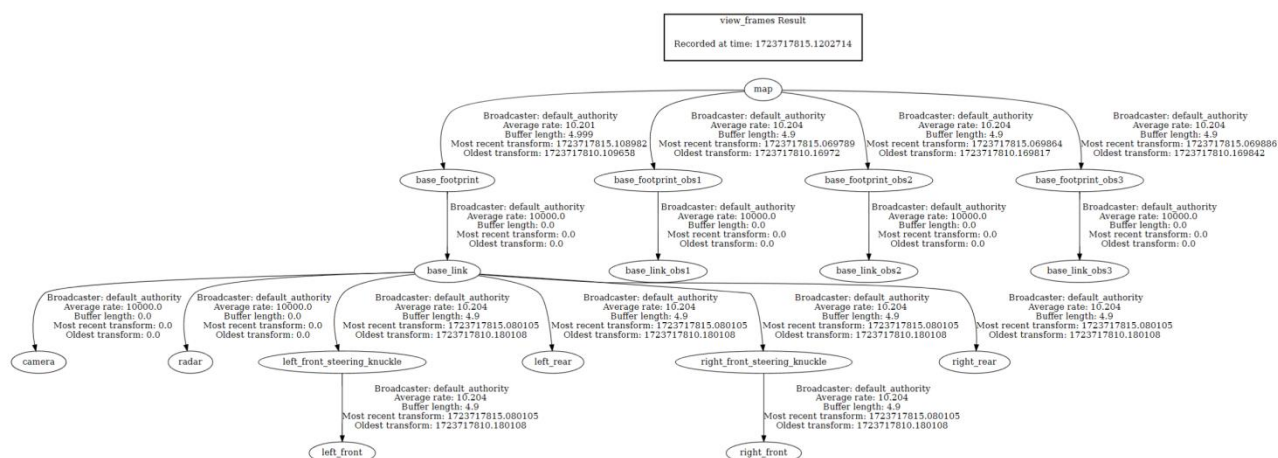 view_frames Result
Recorded at time: 1723717815.1202714
map
Broadcaster: default_authority
Average rate: 10.201
Buffer length: 4.999
Most recent transform: 1723717815.108982
Oldest transform: 1723717810.109658
Broadcaster: default_authority
Average rate: 10.204
Buffer length: 4.9
Most recent transform: 1723717815.069789
Oldest transform: 1723717810.16972
Broadcaster: default_authority
Average rate: 10.204
Buffer length: 4.9
Most recent transform: 1723717815.069864
Oldest transform: 1723717810.169817
Broadcaster: default_authority
Average rate: 10.204
Buffer length: 4.9
Most recent transform: 1723717815.069886
Oldest transform: 1723717810.169842
base_footprint
base_footprint_obs1
base_footprint_obs2
base_footprint_obs3
Broadcaster: default_authority
Average rate: 10000.0
Buffer length: 0.0
Most recent transform: 0.0
Oldest transform: 0.0
Broadcaster: default_authority
Average rate: 10000.0
Buffer length: 0.0
Most recent transform: 0.0
Oldest transform: 0.0
Broadcaster: default_authority
Average rate: 10000.0
Buffer length: 0.0
Most recent transform: 0.0
Oldest transform: 0.0
Broadcaster: default_authority
Average rate: 10000.0
Buffer length: 0.0
Most recent transform: 0.0
Oldest transform: 0.0
base_link
base_link_obs1
base_link_obs2
base_link_obs3
Broadcaster: default_authority
Average rate: 10000.0
Buffer length: 0.0
Most recent transform: 0.0
Oldest transform: 0.0
Broadcaster: default_authority
Average rate: 10000.0
Buffer length: 0.0
Most recent transform: 0.0
Oldest transform: 0.0
Broadcaster: default_authority
Average rate: 10.204
Buffer length: 4.9
Most recent transform: 1723717815.080105
Oldest transform: 1723717810.180108
Broadcaster: default_authority
Average rate: 10.204
Buffer length: 4.9
Most recent transform: 1723717815.080105
Oldest transform: 1723717810.180108
Broadcaster: default_authority
Average rate: 10.204
Buffer length: 4.9
Most recent transform: 1723717815.080105
Oldest transform: 1723717810.180108
Broadcaster: default_authority
Average rate: 10.204
Buffer length: 4.9
Most recent transform: 1723717815.080105
Oldest transform: 1723717810.180108
camera
radar
left_front_steering_knuckle
left_rear
right_front_steering_knuckle
right_rear
Broadcaster: default_authority
Average rate: 10.204
Buffer length: 4.9
Most recent transform: 1723717815.080105
Oldest transform: 1723717810.180108
Broadcaster: default_authority
Average rate: 10.204
Buffer length: 4.9
Most recent transform: 1723717815.080105
Oldest transform: 1723717810.180108
left_front
right_front